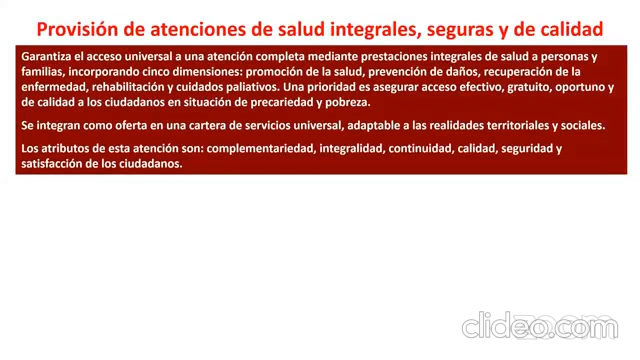 Provisión de atenciones de salud integrales, seguras y de calidad
Garantiza el acceso universal a una atención completa mediante prestaciones integrales de salud a personas y
familias, incorporando cinco dimensiones: promoción de la salud, prevención de daños, recuperación de la
enfermedad, rehabilitación y cuidados paliativos. Una prioridad es asegurar acceso efectivo, gratuito, oportuno y
de calidad a los ciudadanos en situación de precariedad y pobreza.
Se integran como oferta en una cartera de servicios universal, adaptable a las realidades territoriales y sociales.
Los atributos de esta atención son: complementariedad, integralidad, continuidad, calidad, seguridad y
satisfacción de los ciudadanos.
zoom
clideo.com